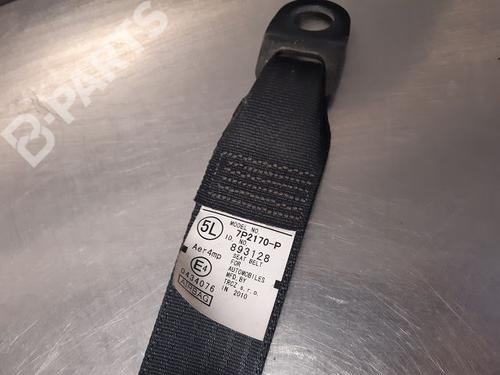 B-PARTS
5L
MODEL NO.
7P2170-P
ID. NO.
893128
SEAT BELT
FOR
AUTOMOBILES
MFD. BY
TRCZ s.r.o.
IN 2010
Aer4mp
E4
0434076
AIRBAG